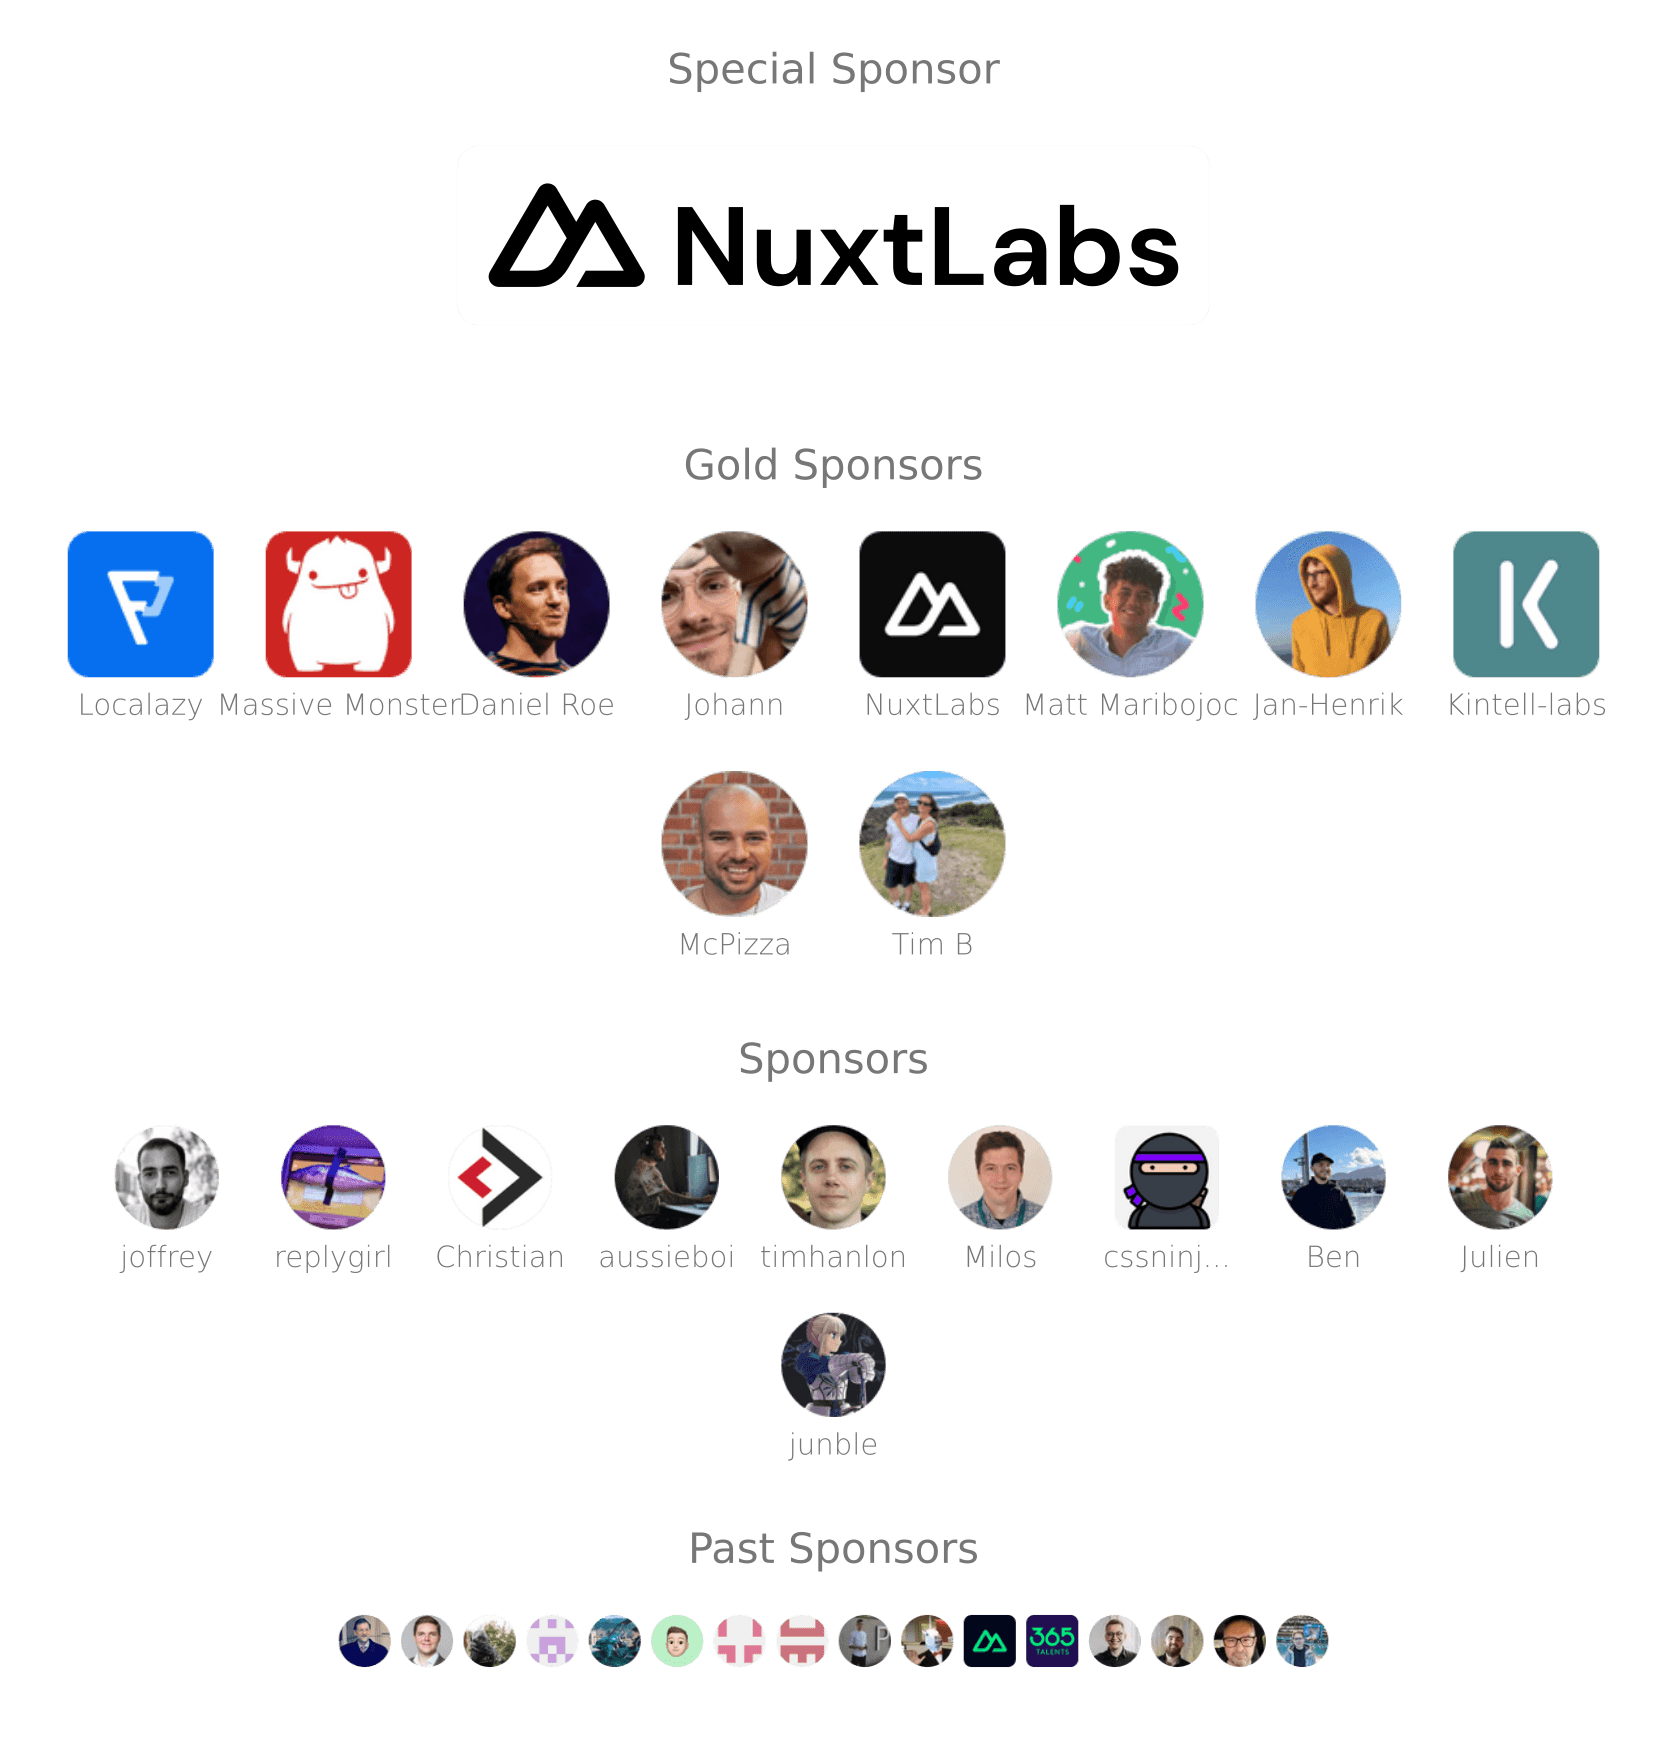 Special Sponsor
NuxtLabs
Gold Sponsors
Localazy Massive Monster Daniel Roe Johann NuxtLabs Matt Maribojoc Jan-Henrik Kintell-labs
McPizza Tim B
Sponsors
joffrey replygirl Christian aussieboi timhanlon Milos cssninj... Ben Julien
junble
Past Sponsors
P
365
TALENTS